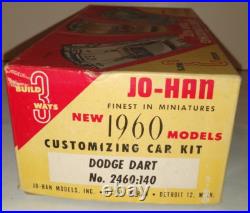 BUILD
3
WAYS
JO-HAN
FINEST IN MINIATURES
NEW 1960 MODELS
CUSTOMIZING CAR KIT
DODGE DART
No. 2460:140
JO-HAN MODELS, INC.
DETROIT 12, MICH.